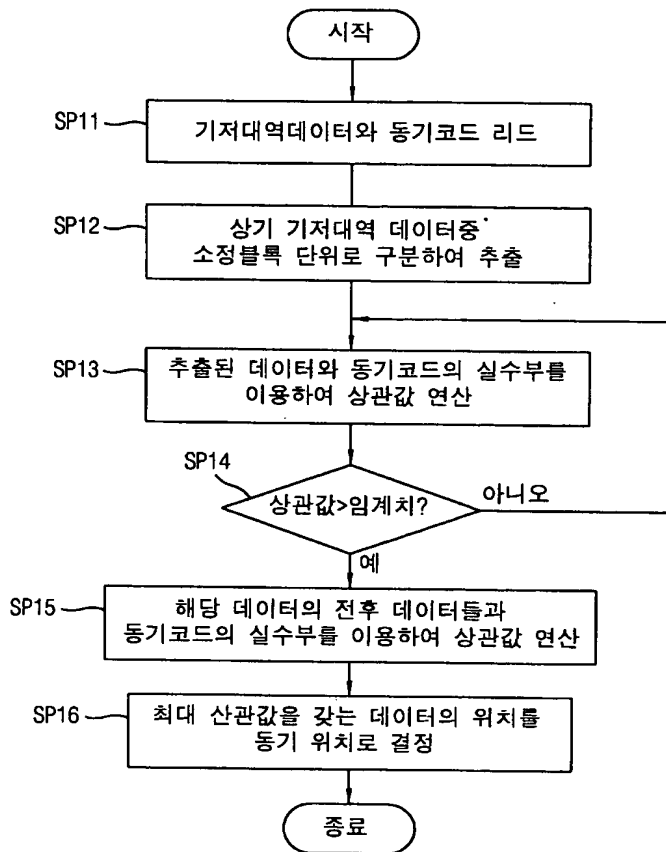 시작
SP11
기저대역데이터와 동기코드 리드
SP12
상기 기저대역 데이터중
소정블록 단위로 구분하여 추출
SP13
추출된 데이터와 동기코드의 실수부를
이용하여 상관값 연산
SP14
상관값>임계치?
아니오
예
SP15
해당 데이터의 전후 데이터들과
동기코드의 실수부를 이용하여 상관값 연산
SP16
최대 산관값을 갖는 데이터의 위치를
동기 위치로 결정
종료